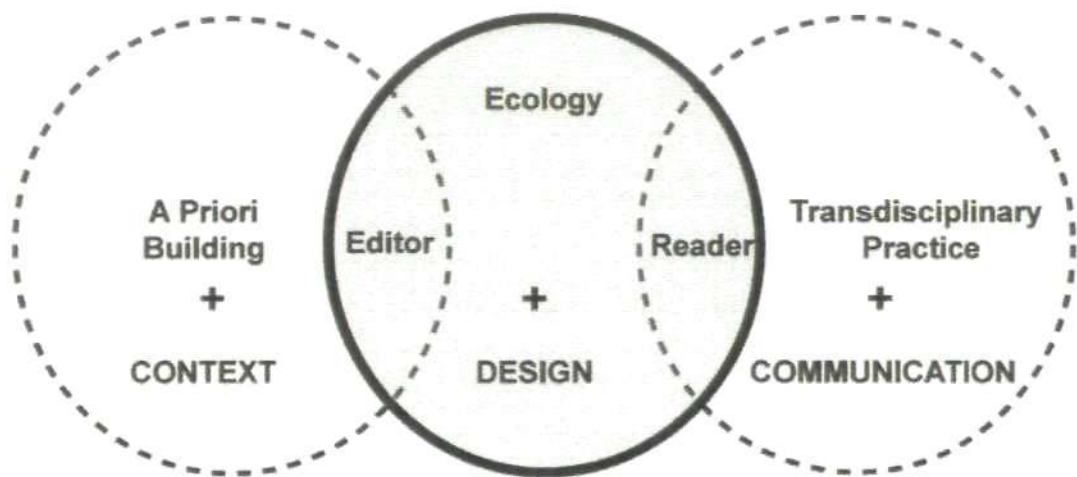 Ecology
A Priori
Building
Editor
Reader
Transdisciplinary
Practice
+
+
+
CONTEXT
DESIGN
COMMUNICATION